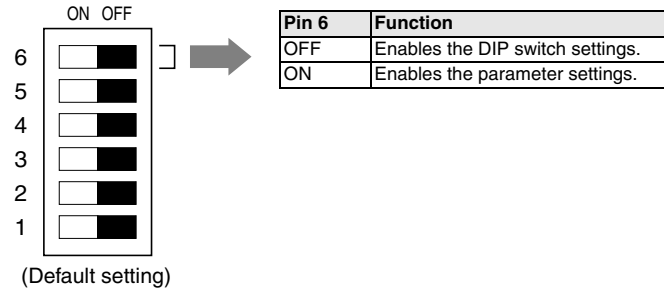 ON OFF
6
5
4
3
2
1
(Default setting)
Pin 6 Function
OFF Enables the DIP switch settings.
ON Enables the parameter settings.